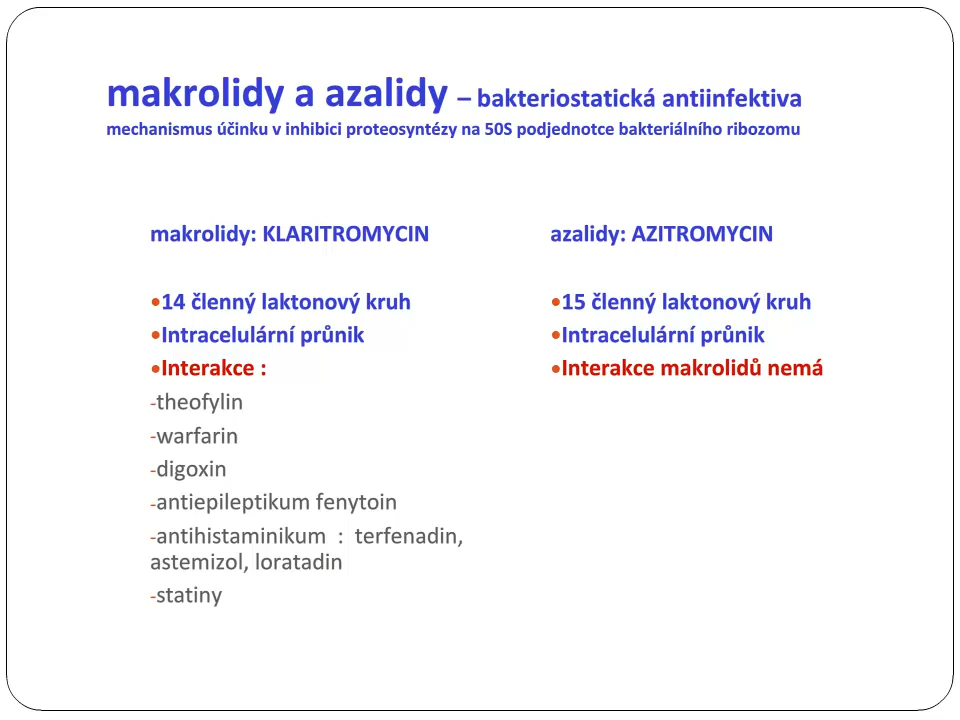 makrolidy a azalidy – bakteriostatická antiinfektiva
mechanismus účinku v inhibici proteosyntézy na 50S podjednotce bakteriálního ribozomu
makrolidy: KLARITROMYCIN
•14 členný laktonový kruh
•Intracelulární průnik
•Interakce :
-theofylin
-warfarin
-digoxin
-antiepileptikum fenytoin
-antihistaminikum : terfenadin,
astemizol, loratadin
-statiny
azalidy: AZITROMYCIN
•15 členný laktonový kruh
•Intracelulární průnik
•Interakce makrolidů nemá